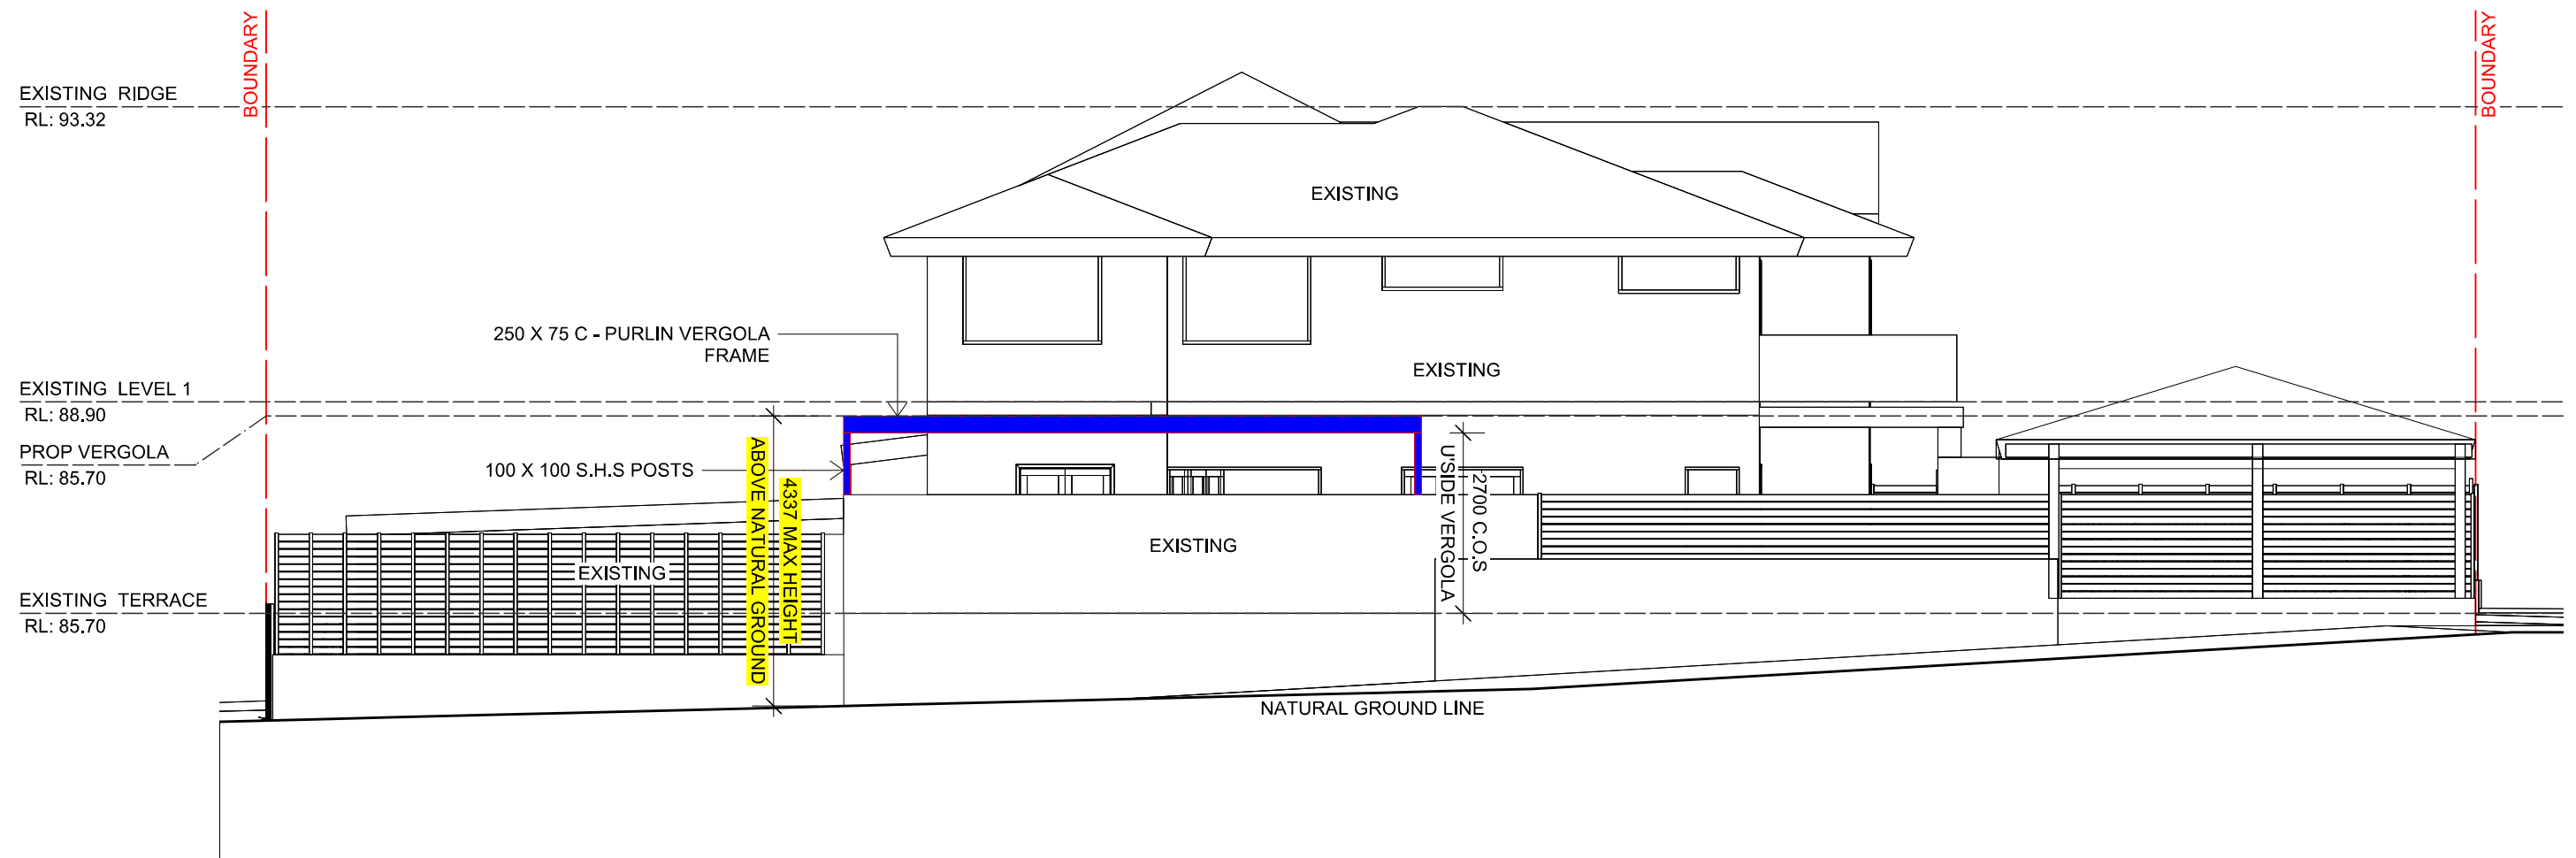 BOUNDARY
BOUNDARY
EXISTING RIDGE
RL: 93.32
EXISTING
250 X 75 C - PURLIN VERGOLA
FRAME
EXISTING
EXISTING LEVEL 1
RL: 88.90
PROP VERGOLA
RL: 85.70
100 X 100 S.H.S POSTS
4337 MAX HEIGHT
ABOVE NATURAL GROUND
2700 C.O.S
U'SIDE VERGOLA
EXISTING
EXISTING
EXISTING TERRACE
RL: 85.70
NATURAL GROUND LINE